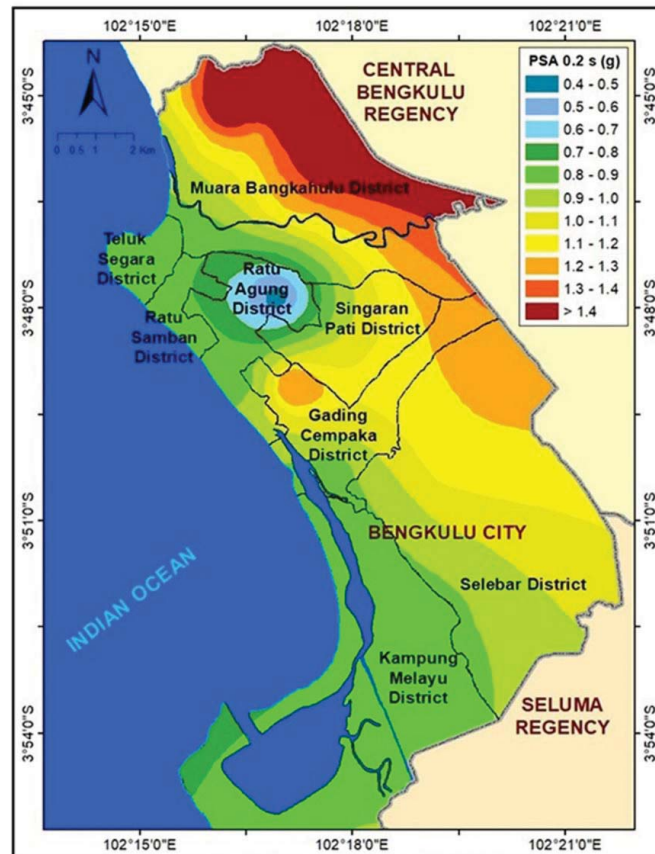 102°15'0"E 102°18'0"E 102°21'0"E
3°45'0"S
3°48'0"S
3°51'0"S
3°54'0"S
N
0 0.5 1 2 Km
CENTRAL
BENGKULU
REGENCY
PSA 0.2 s (g)
0.4 - 0.5
0.5 - 0.6
0.6 - 0.7
0.7 - 0.8
0.8 - 0.9
0.9 - 1.0
1.0 - 1.1
1.1 - 1.2
1.2 - 1.3
1.3 - 1.4
> 1.4
Muara Bangkahulu District
Teluk
Segara
District
Ratu
Agung
District
Ratu
Samban
District
Singaran
Pati District
Gading
Cempaka
District
BENGKULU CITY
INDIAN OCEAN
Selebar District
Kampung
Melayu
District
SELUMA
REGENCY
3°45'0"S
3°48'0"S
3°51'0"S
3°54'0"S
102°15'0"E 102°18'0"E 102°21'0"E